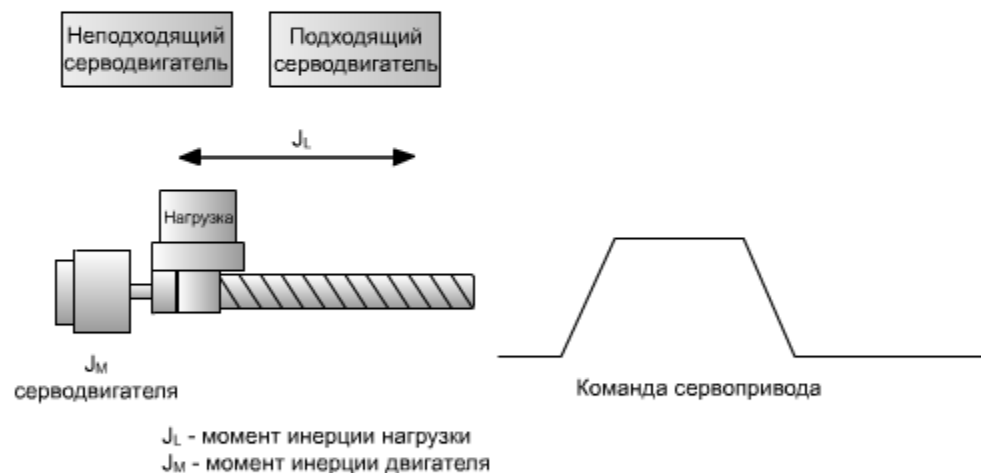 Неподходящий
серводвигатель
Подходящий
серводвигатель
JL
Нагрузка
JM
серводвигателя
Команда сервопривода
JL - момент инерции нагрузки
JM - момент инерции двигателя